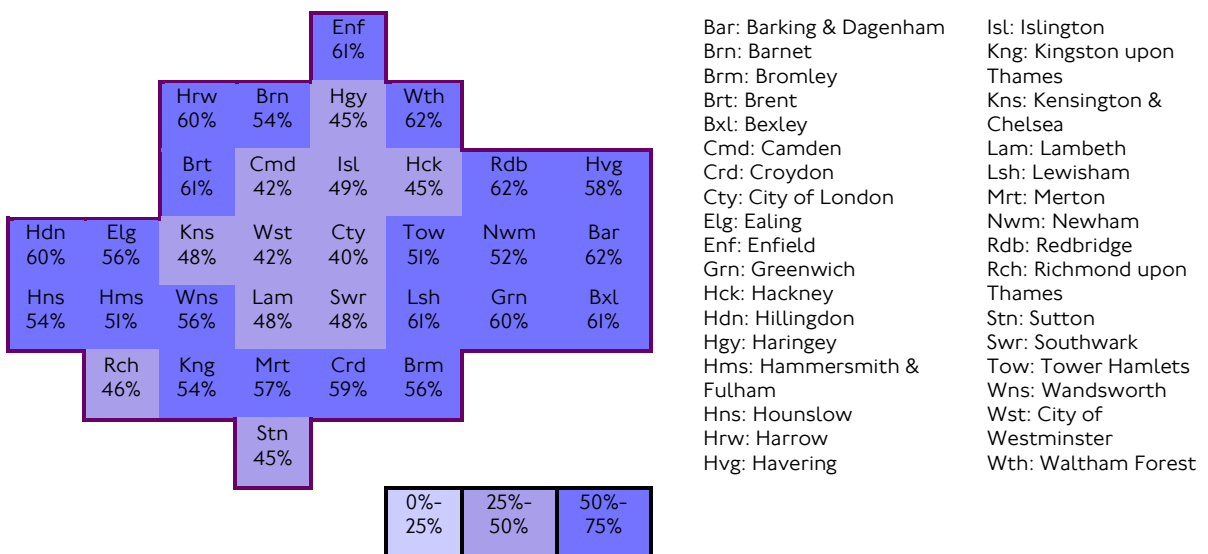 Enf
61%
Hrw Brn Hgy Wth
60% 54% 45% 62%
Brt Cmd Isl Hck Rdb Hvg
61% 42% 49% 45% 62% 58%
Hdn Elg Kns Wst Cty Tow Nwm Bar
60% 56% 48% 42% 40% 51% 52% 62%
Hns Hms Wns Lam Swr Lsh Grn Bxl
54% 51% 56% 48% 48% 61% 60% 61%
Rch Kng Mrt Crd Brm
46% 54% 57% 59% 56%
Stn
45%
0%- 25%- 50%-
25% 50% 75%
Bar: Barking & Dagenham
Brn: Barnet
Brm: Bromley
Brt: Brent
Bxl: Bexley
Cmd: Camden
Crd: Croydon
Cty: City of London
Elg: Ealing
Enf: Enfield
Grn: Greenwich
Hck: Hackney
Hdn: Hillingdon
Hgy: Haringey
Hms: Hammersmith &
Fulham
Hns: Hounslow
Hrw: Harrow
Hvg: Havering
Isl: Islington
Kng: Kingston upon
Thames
Kns: Kensington &
Chelsea
Lam: Lambeth
Lsh: Lewisham
Mrt: Merton
Nwm: Newham
Rdb: Redbridge
Rch: Richmond upon
Thames
Stn: Sutton
Swr: Southwark
Tow: Tower Hamlets
Wns: Wandsworth
Wst: City of
Westminster
Wth: Waltham Forest